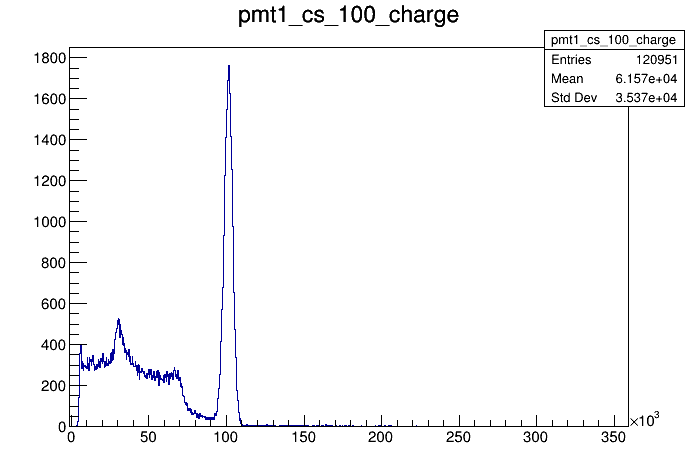 pmt1_cs_100_charge
pmt1_cs_100_charge
Entries 120951
Mean 6.157e+04
Std Dev 3.537e+04
1800
1600
1400
1200
1000
800
600
400
200
0
0 50 100 150 200 250 300 350
×10³